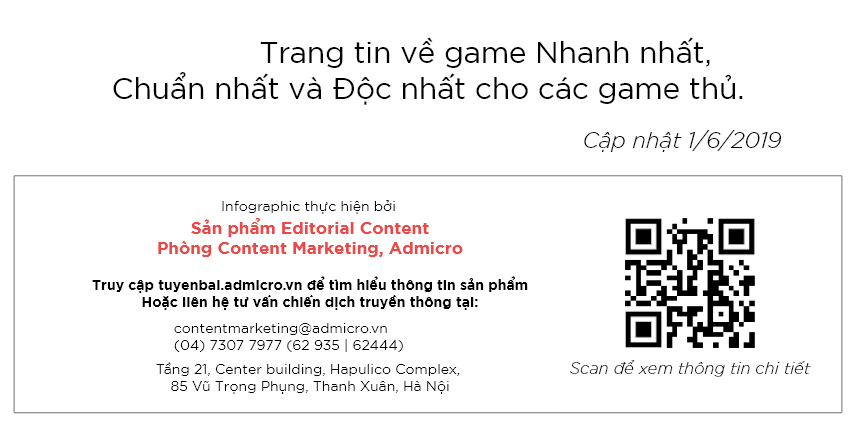 Trang tin về game Nhanh nhất,
Chuẩn nhất và Độc nhất cho các game thủ.
Cập nhật 1/6/2019
Infographic thực hiện bởi
Sản phẩm Editorial Content
Phòng Content Marketing, Admicro
Truy cập tuyenbai.admicro.vn để tìm hiểu thông tin sản phẩm
Hoặc liên hệ tư vấn chiến dịch truyền thông tại:
contentmarketing@admicro.vn
(04) 7307 7977 (62 935 | 62444)
Tầng 21, Center building, Hapulico Complex,
85 Vũ Trọng Phụng, Thanh Xuân, Hà Nội
Scan để xem thông tin chi tiết